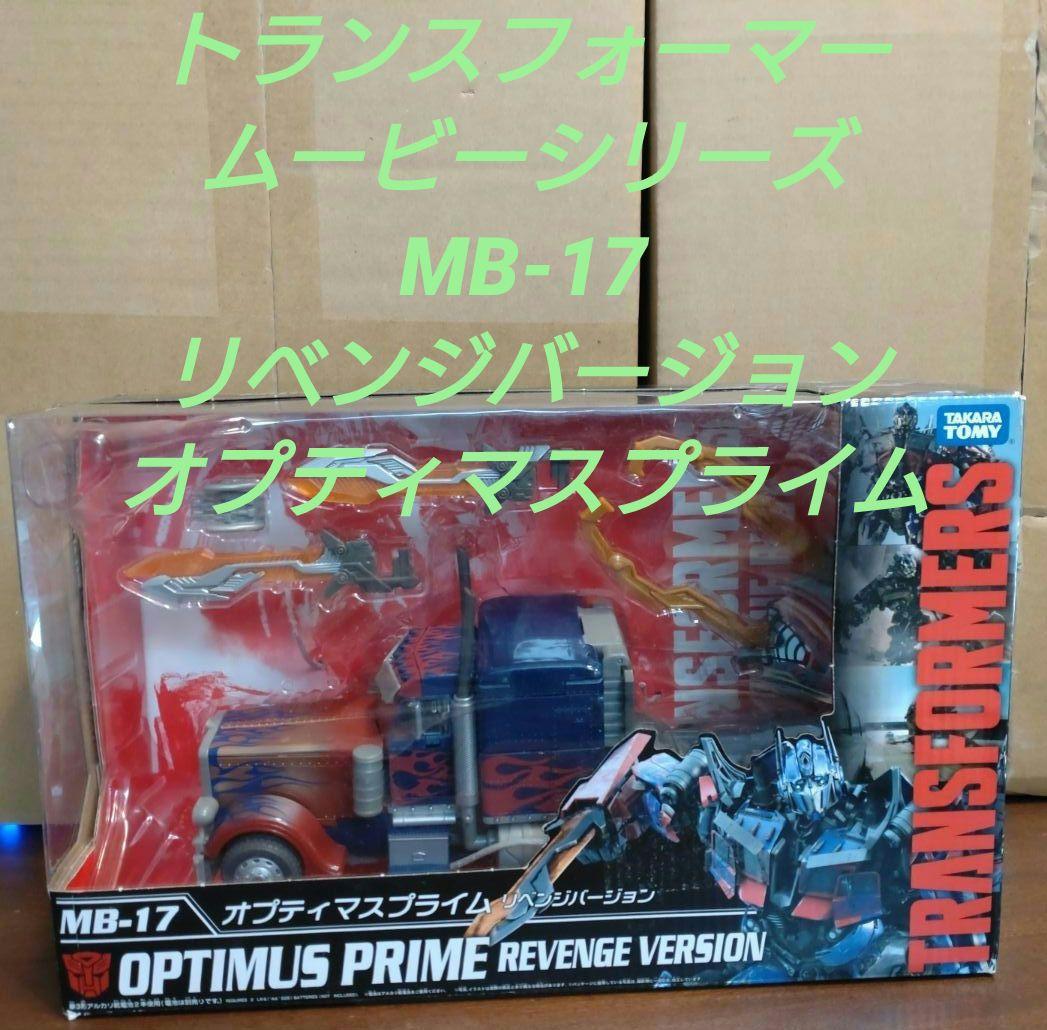 トランスフォーマー
ムービーシリーズ
MB-17
リベンジバージョン
オプティマスプライム
TAKARA
TOMY
TRANSFORMERS
MB-17 オプティマスプライム リベンジバージョン
OPTIMUS PRIME REVENGE VERSION